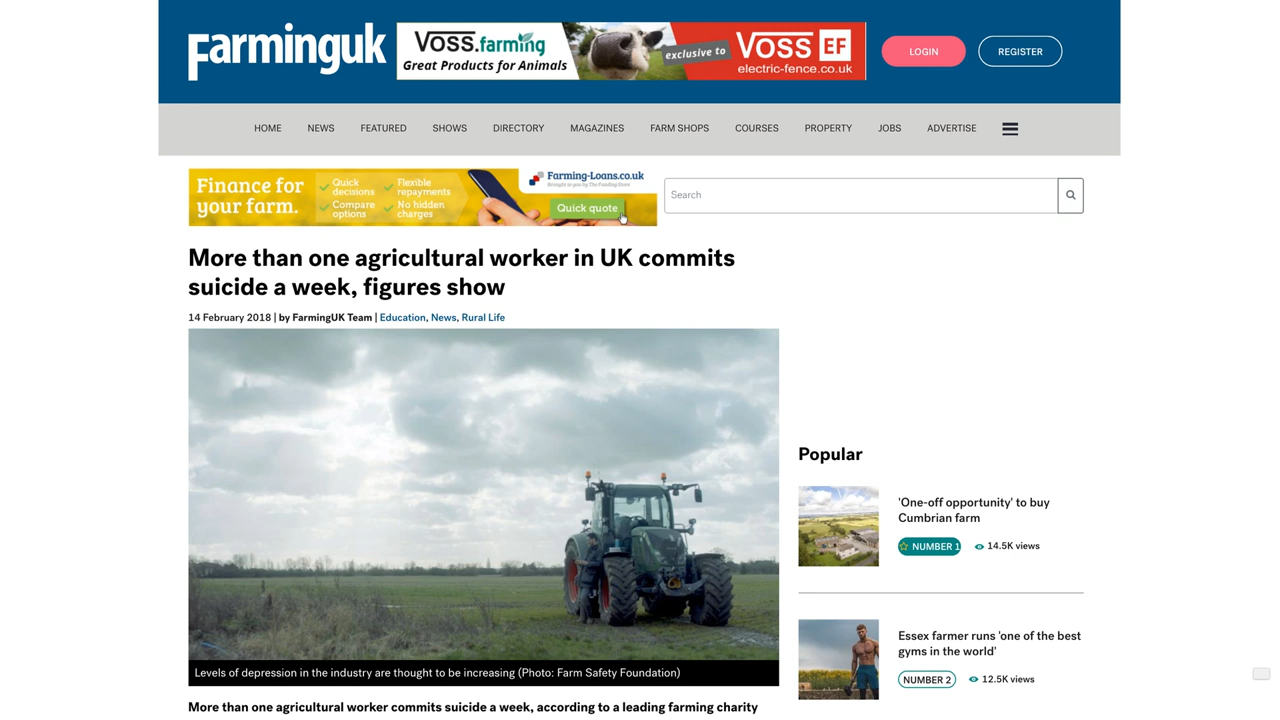 Farminguk
Voss.farming
Great Products for Animals
exclusive to
VOSS EF
electric-fence.co.uk
LOGIN
REGISTER
HOME NEWS FEATURED SHOWS DIRECTORY MAGAZINES FARM SHOPS COURSES PROPERTY JOBS ADVERTISE
Finance for
your farm.
Quick
decisions
Compare
options
Flexible
repayments
No hidden
charges
Farming-Loans.co.uk
Brought to you by The Funding Store
Quick quote
Search
More than one agricultural worker in UK commits
suicide a week, figures show
14 February 2018 | by FarmingUK Team | Education, News, Rural Life
Levels of depression in the industry are thought to be increasing (Photo: Farm Safety Foundation)
More than one agricultural worker commits suicide a week, according to a leading farming charity
Popular
'One-off opportunity' to buy
Cumbrian farm
NUMBER 1 14.5K views
Essex farmer runs 'one of the best
gyms in the world'
NUMBER 2 12.5K views